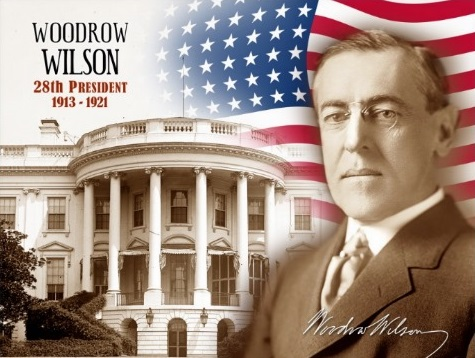 WOODROW
WILSON
28th PRESIDENT
1913 - 1921
Woodrow Wilson